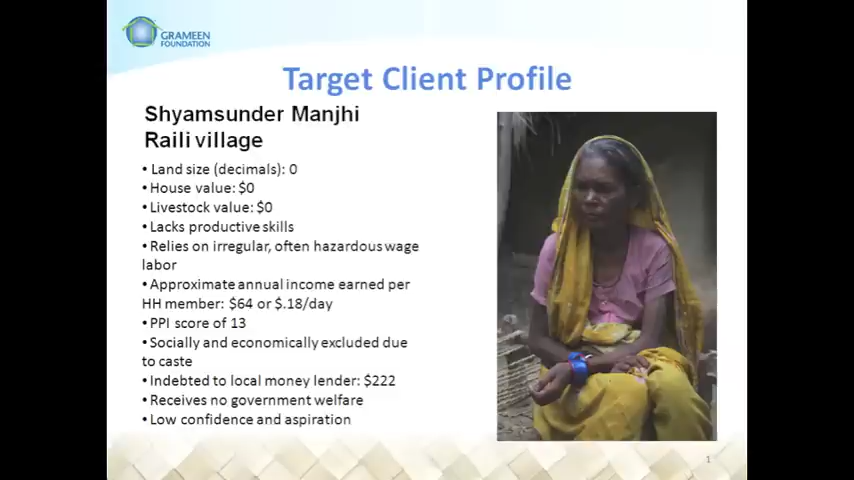 GRAMEEN
FOUNDATION
Target Client Profile
Shyamsunder Manjhi
Raili village
• Land size (decimals): 0
• House value: $0
• Livestock value: $0
• Lacks productive skills
• Relies on irregular, often hazardous wage
labor
• Approximate annual income earned per
HH member: $64 or $.18/day
• PPI score of 13
• Socially and economically excluded due
to caste
• Indebted to local money lender: $222
• Receives no government welfare
• Low confidence and aspiration
1